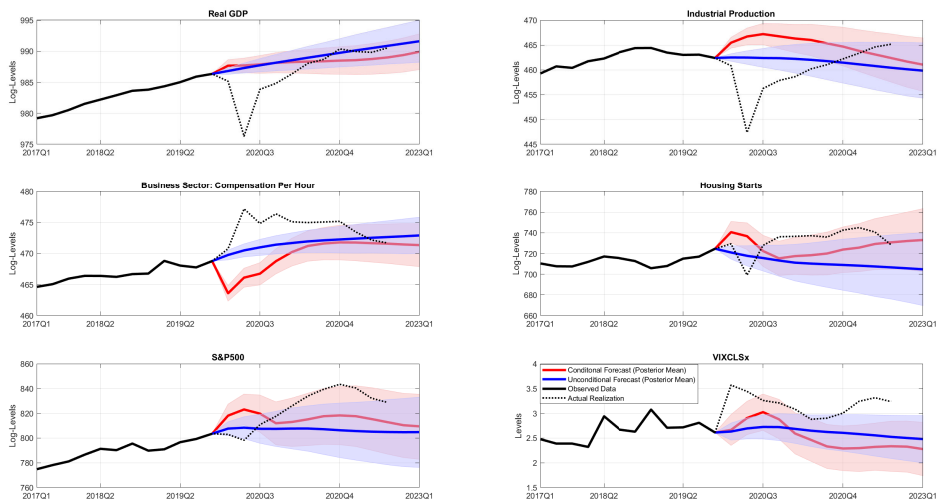 Real GDP
Log-Levels
995
990
985
980
975
2017Q1 2018Q2 2019Q2 2020Q3 2020Q4 2023Q1
Industrial Production
Log-Levels
465
460
455
450
445
2017Q1 2018Q2 2019Q2 2020Q3 2020Q4 2023Q1
Business Sector: Compensation Per Hour
Log-Levels
480
475
470
465
460
2017Q1 2018Q2 2019Q2 2020Q3 2020Q4 2023Q1
Housing Starts
Log-Levels
780
760
740
720
700
680
660
2017Q1 2018Q2 2019Q2 2020Q3 2020Q4 2023Q1
S&P500
Log-Levels
860
840
820
800
780
760
2017Q1 2018Q2 2019Q2 2020Q3 2020Q4 2023Q1
VIXCLSx
Levels
4
3.5
3
2.5
2
1.5
Conditonal Forecast (Posterior Mean)
Unconditional Forecast (Posterior Mean)
Observed Data
Actual Realization
2017Q1 2018Q2 2019Q2 2020Q3 2020Q4 2023Q1